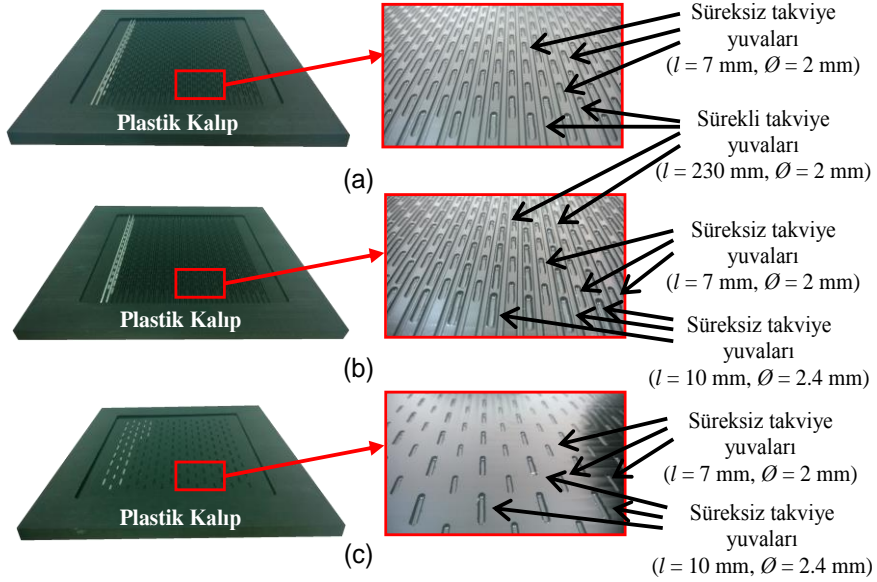 Süreksiz takviye
yuvaları
(l = 7 mm, Ø = 2 mm)
Plastik Kalıp
Sürekli takviye
yuvaları
(l = 230 mm, Ø = 2 mm)
(a)
Süreksiz takviye
yuvaları
(l = 7 mm, Ø = 2 mm)
Plastik Kalıp
Süreksiz takviye
yuvaları
(l = 10 mm, Ø = 2.4 mm)
(b)
Süreksiz takviye
yuvaları
(l = 7 mm, Ø = 2 mm)
Plastik Kalıp
Süreksiz takviye
yuvaları
(l = 10 mm, Ø = 2.4 mm)
(c)